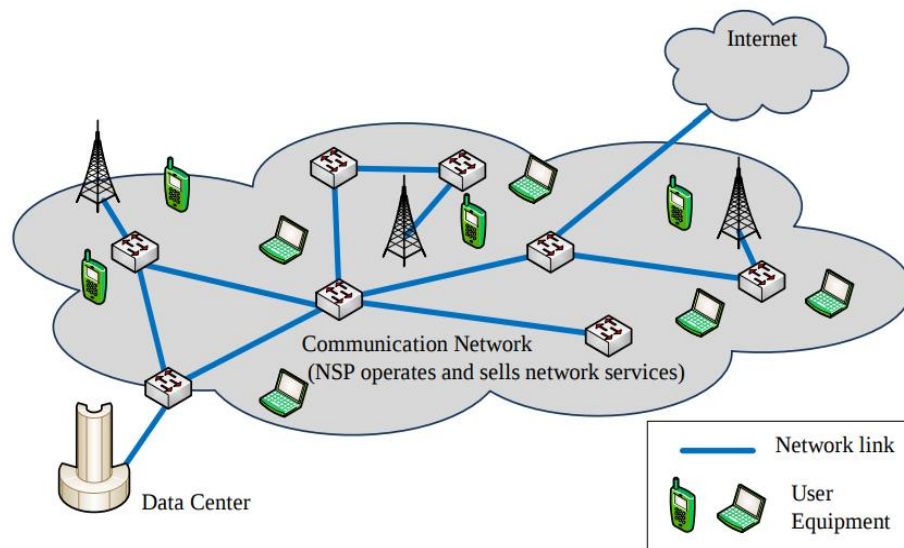 Internet
Communication Network
(NSP operates and sells network services)
Data Center
Network link
User
Equipment